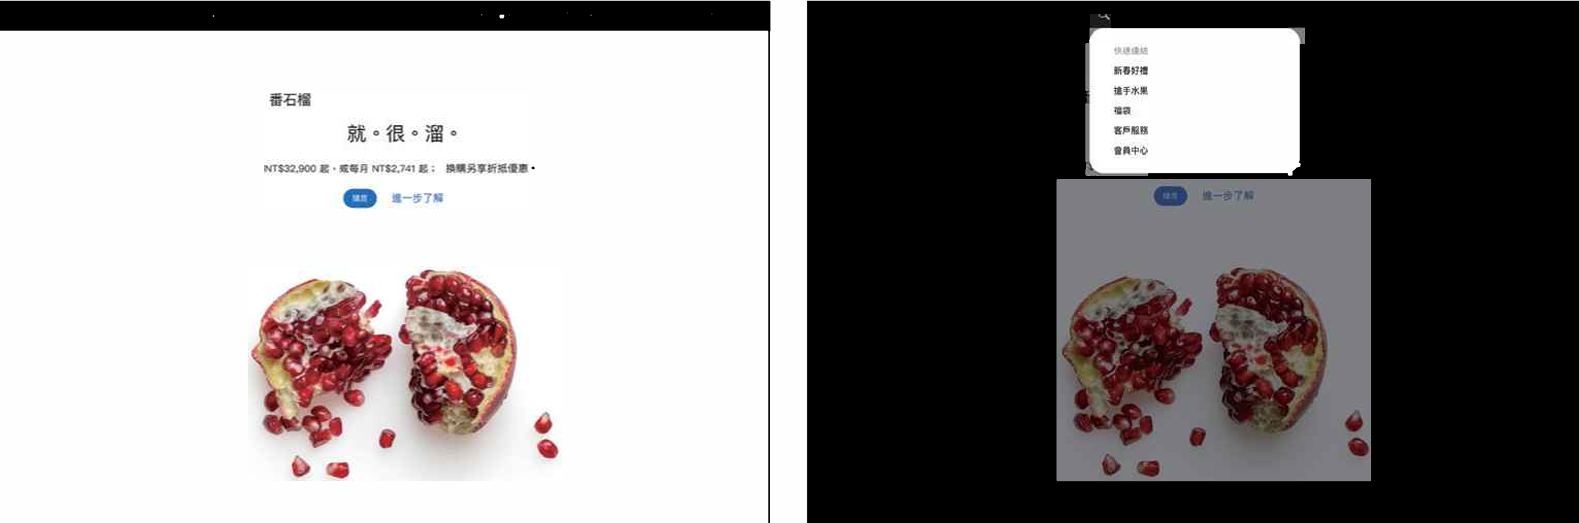 番石榴
就。很。溜。
NT$32,900 起，或每月 NT$2,741 起； 換購另享折抵優惠。
購買 進一步了解
快速連結
新春好禮
搶手水果
福袋
客戶服務
會員中心
購買 進一步了解